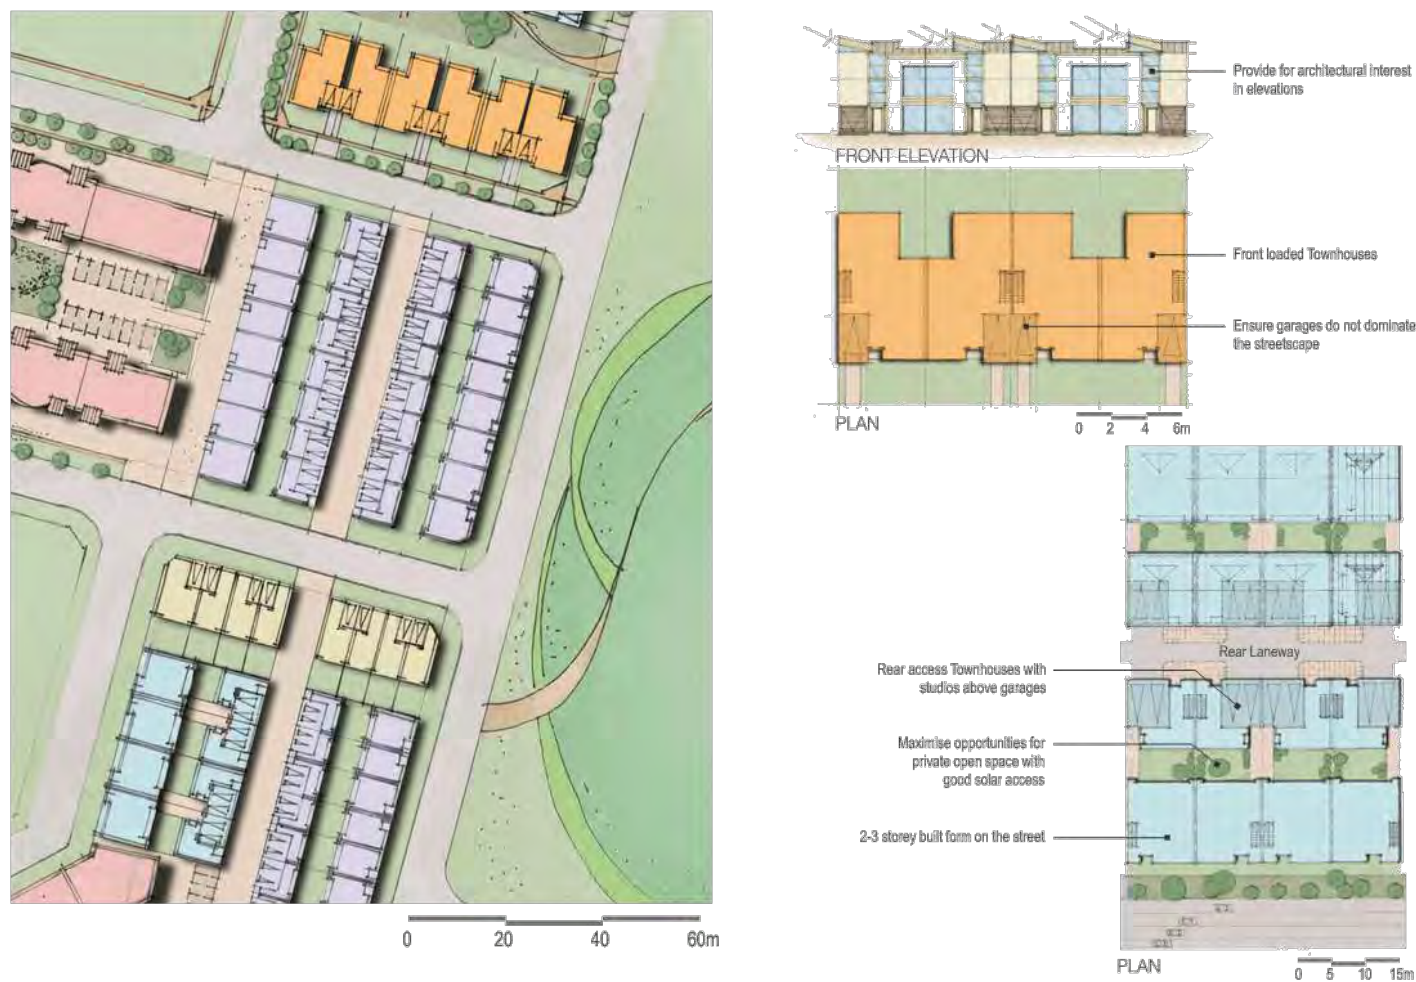 Provide for architectural interest
in elevations
FRONT ELEVATION
Front loaded Townhouses
Ensure garages do not dominate
the streetscape
PLAN
0 2 4 6m
Rear Laneway
Rear access Townhouses with
studios above garages
Maximise opportunities for
private open space with
good solar access
2-3 storey built form on the street
0 20 40 60m
PLAN
0 5 10 15m